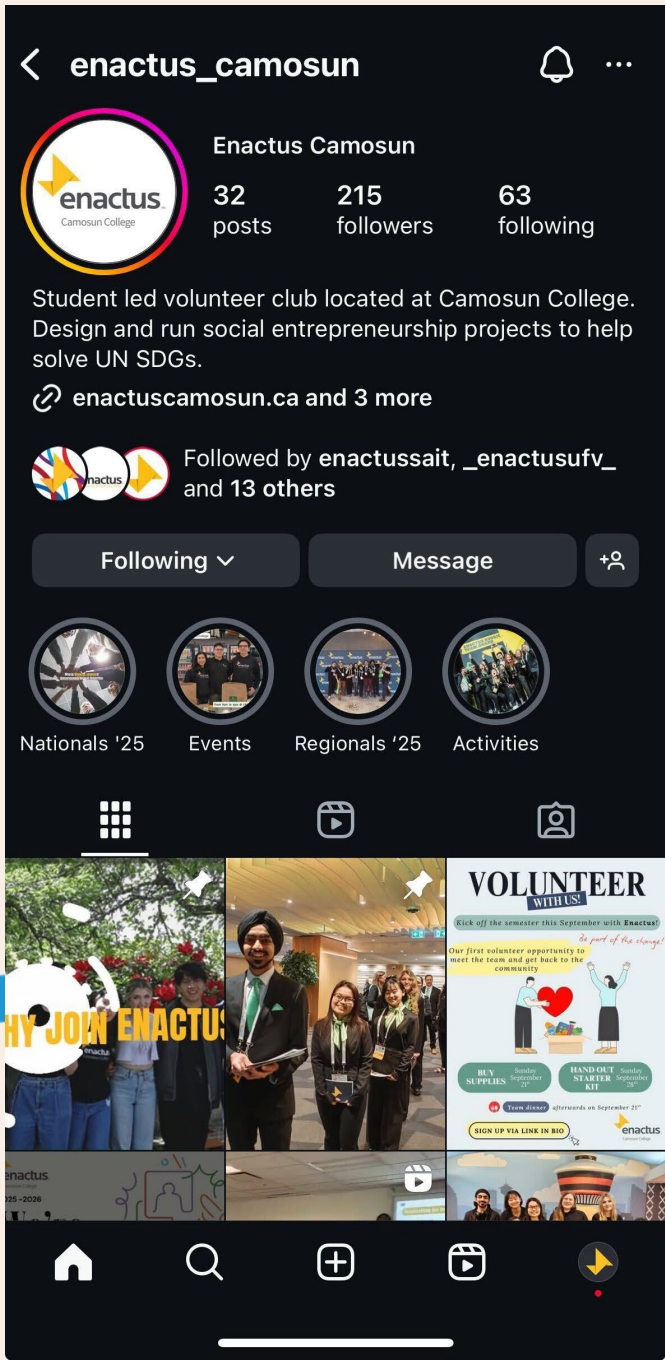 enactus_camosun
enactus
Camosun College
Enactus Camosun
32
posts
215
followers
63
following
Student led volunteer club located at Camosun College.
Design and run social entrepreneurship projects to help
solve UN SDGs.
enactuscamosun.ca and 3 more
nactus
Followed by enactussait, _enactusufv_
and 13 others
Following
Message
Nationals '25
Events
Regionals ‘25
Activities
HY JOIN ENACTUS
VOLUNTEER
WITH US!
Kick off the semester this September with Enactus!
Be part of the change!
Our first volunteer opportunity to
meet the team and get back to the
community
BUY
SUPPLIES
Sunday
September
21st
HAND OUT
STARTER
KIT
Sunday
September
28th
Team dinner afterwards on September 21st
SIGN UP VIA LINK IN BIO
enactus
Camosun College
enactus
025 -2026